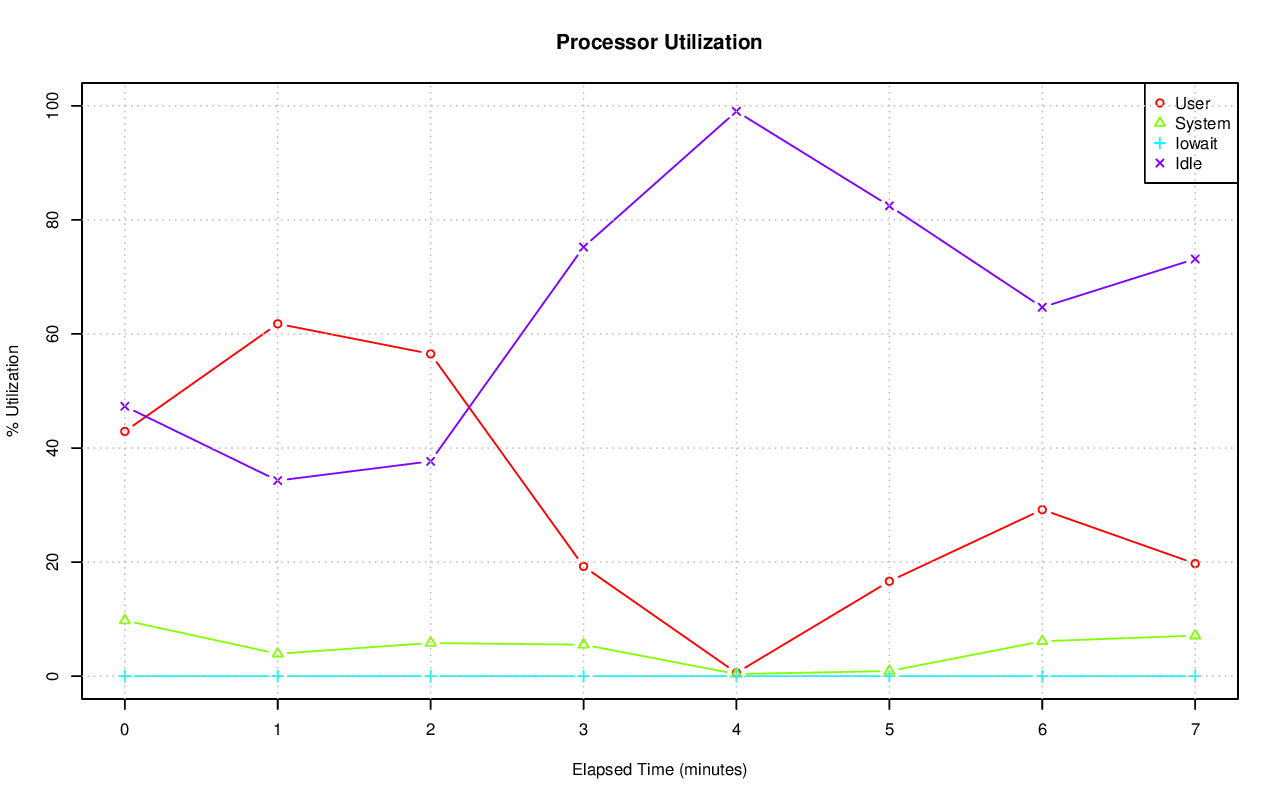 Processor Utilization
User
System
Iowait
Idle
% Utilization
100
80
60
40
20
0
0 1 2 3 4 5 6 7
Elapsed Time (minutes)